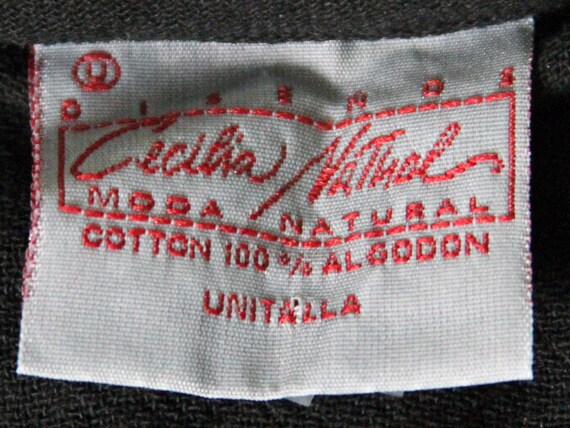 U
DISEÑOS
Cecilia Natural
MODA NATURAL
COTTON 100 % ALGODON
UNITALLA